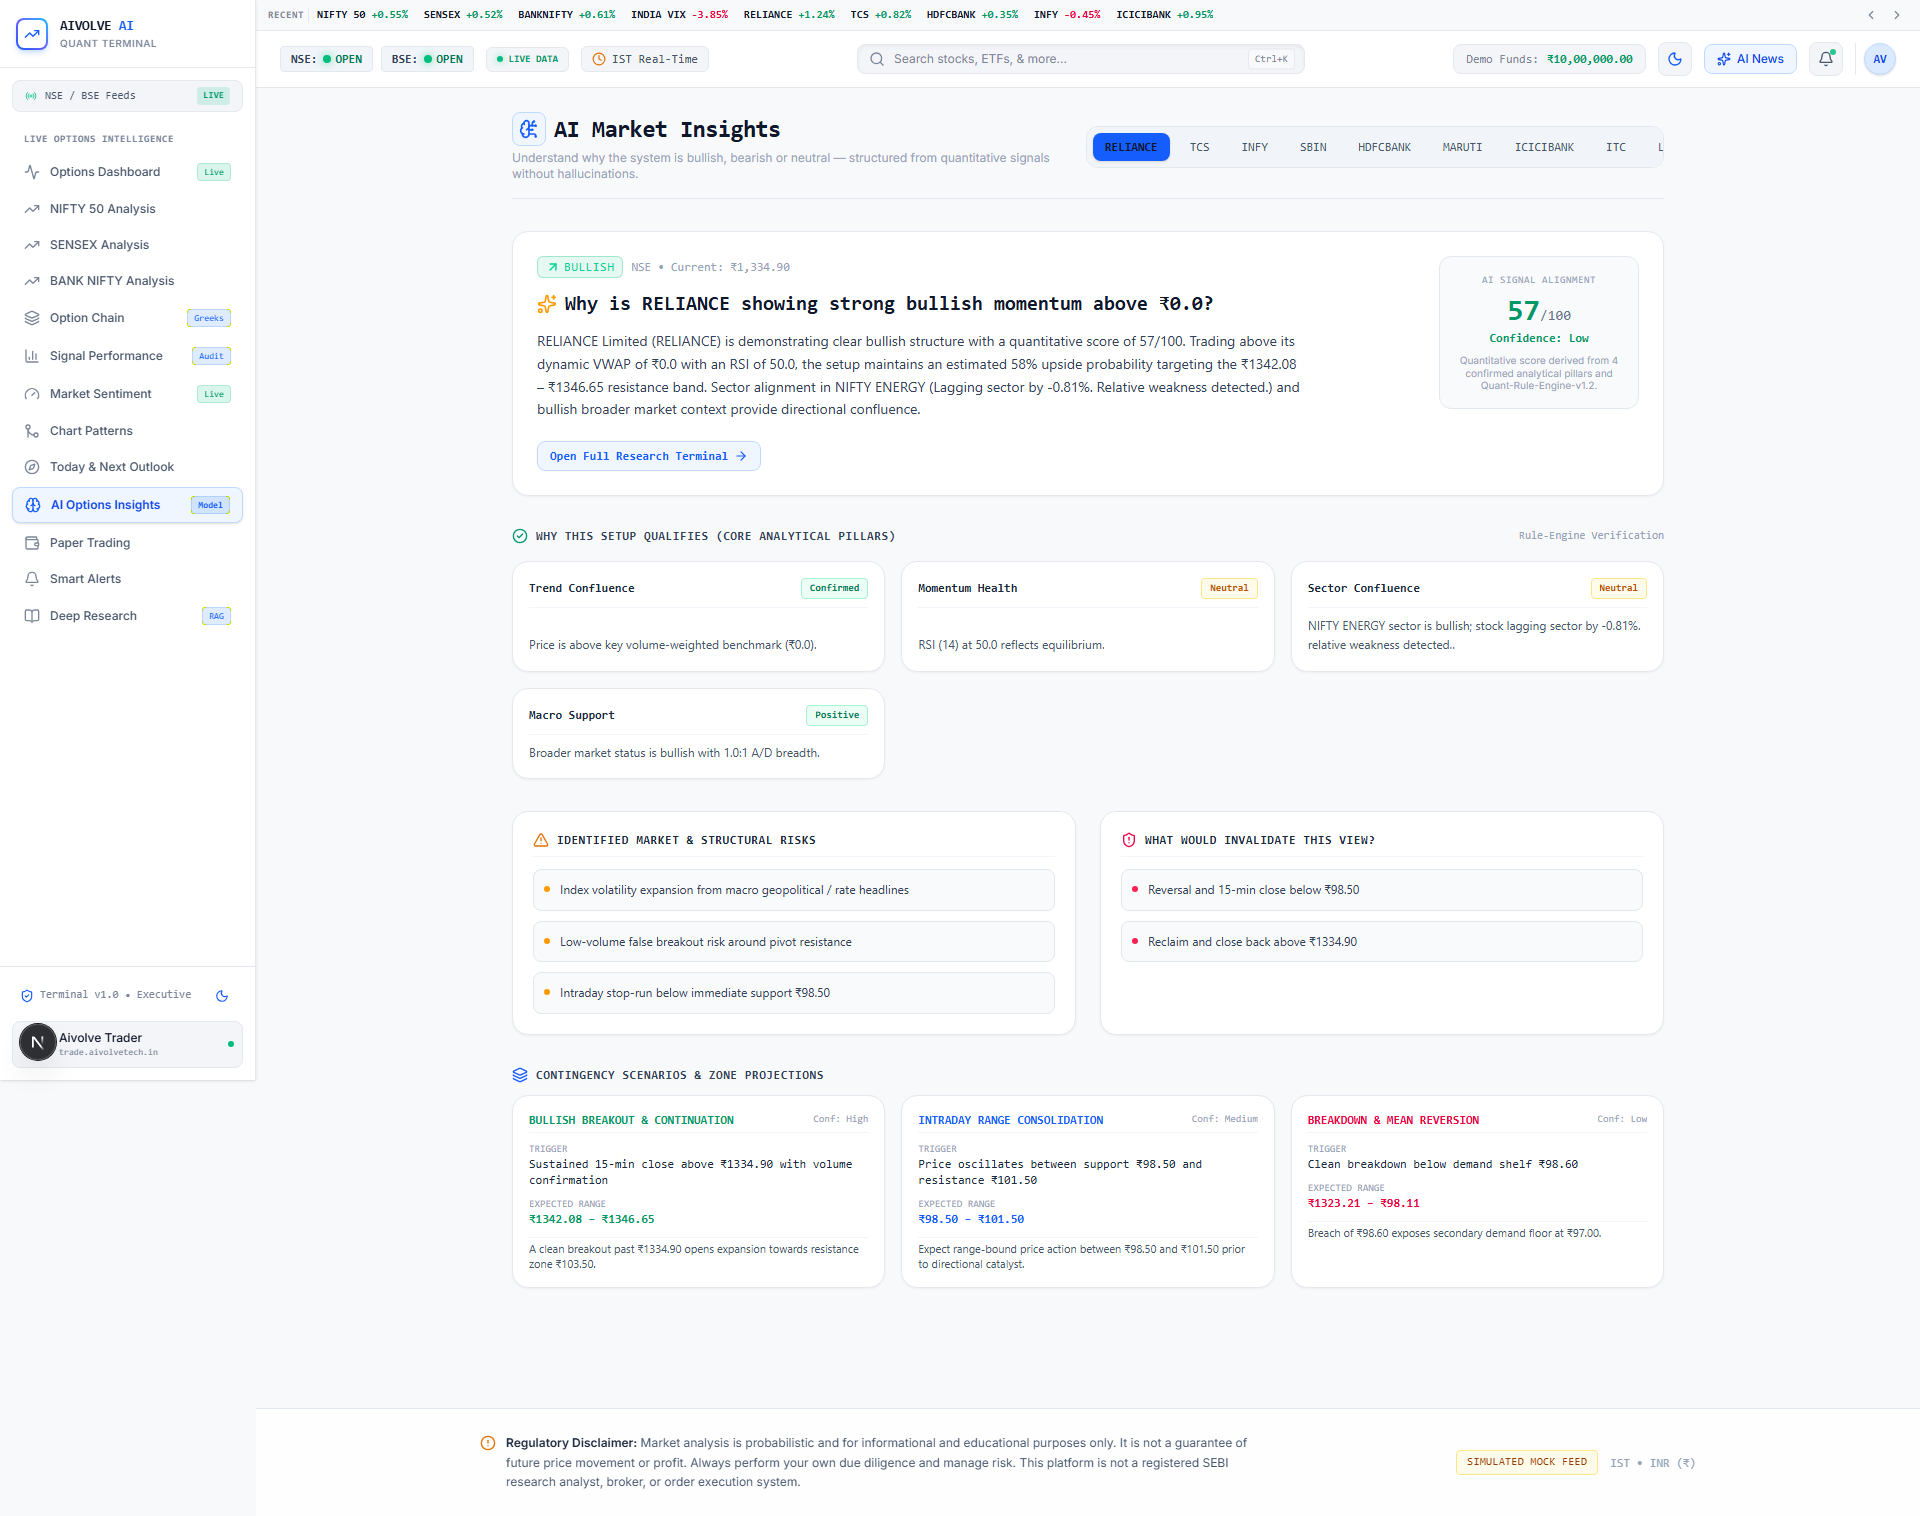 AIVOLVE AI
QUANT TERMINAL
NSE / BSE Feeds LIVE
LIVE OPTIONS INTELLIGENCE
Options Dashboard Live
NIFTY 50 Analysis
SENSEX Analysis
BANK NIFTY Analysis
Option Chain Greeks
Signal Performance Audit
Market Sentiment Live
Chart Patterns
Today & Next Outlook
AI Options Insights Model
Paper Trading
Smart Alerts
Deep Research RAG
Terminal v1.0 • Executive
N
Aivolve Trader
trade.aivolvetech.in
RECENT NIFTY 50 +0.55% SENSEX +0.52% BANKNIFTY +0.61% INDIA VIX -3.85% RELIANCE +1.24% TCS +0.82% HDFCBANK +0.35% INFY -0.45% ICICIBANK +0.95%
NSE: OPEN BSE: OPEN LIVE DATA IST Real-Time Search stocks, ETFs, & more... Ctrl+K Demo Funds: ₹10,00,000.00 AI News AV
AI Market Insights
Understand why the system is bullish, bearish or neutral — structured from quantitative signals
without hallucinations.
RELIANCE TCS INFY SBIN HDFCBANK MARUTI ICICIBANK ITC L
BULLISH NSE • Current: ₹1,334.90
Why is RELIANCE showing strong bullish momentum above ₹0.0?
RELIANCE Limited (RELIANCE) is demonstrating clear bullish structure with a quantitative score of 57/100. Trading above its
dynamic VWAP of ₹0.0 with an RSI of 50.0, the setup maintains an estimated 58% upside probability targeting the ₹1342.08
– ₹1346.65 resistance band. Sector alignment in NIFTY ENERGY (Lagging sector by -0.81%. Relative weakness detected.) and
bullish broader market context provide directional confluence.
Open Full Research Terminal
AI SIGNAL ALIGNMENT
57/100
Confidence: Low
Quantitative score derived from 4
confirmed analytical pillars and
Quant-Rule-Engine-v1.2.
WHY THIS SETUP QUALIFIES (CORE ANALYTICAL PILLARS) Rule-Engine Verification
Trend Confluence Confirmed
Price is above key volume-weighted benchmark (₹0.0).
Momentum Health Neutral
RSI (14) at 50.0 reflects equilibrium.
Sector Confluence Neutral
NIFTY ENERGY sector is bullish; stock lagging sector by -0.81%.
relative weakness detected..
Macro Support Positive
Broader market status is bullish with 1.0:1 A/D breadth.
IDENTIFIED MARKET & STRUCTURAL RISKS
Index volatility expansion from macro geopolitical / rate headlines
Low-volume false breakout risk around pivot resistance
Intraday stop-run below immediate support ₹98.50
WHAT WOULD INVALIDATE THIS VIEW?
Reversal and 15-min close below ₹98.50
Reclaim and close back above ₹1334.90
CONTINGENCY SCENARIOS & ZONE PROJECTIONS
BULLISH BREAKOUT & CONTINUATION Conf: High
TRIGGER
Sustained 15-min close above ₹1334.90 with volume
confirmation
EXPECTED RANGE
₹1342.08 – ₹1346.65
A clean breakout past ₹1334.90 opens expansion towards resistance
zone ₹103.50.
INTRADAY RANGE CONSOLIDATION Conf: Medium
TRIGGER
Price oscillates between support ₹98.50 and
resistance ₹101.50
EXPECTED RANGE
₹98.50 – ₹101.50
Expect range-bound price action between ₹98.50 and ₹101.50 prior
to directional catalyst.
BREAKDOWN & MEAN REVERSION Conf: Low
TRIGGER
Clean breakdown below demand shelf ₹98.60
EXPECTED RANGE
₹1323.21 – ₹98.11
Breach of ₹98.60 exposes secondary demand floor at ₹97.00.
Regulatory Disclaimer: Market analysis is probabilistic and for informational and educational purposes only. It is not a guarantee of
future price movement or profit. Always perform your own due diligence and manage risk. This platform is not a registered SEBI
research analyst, broker, or order execution system.
SIMULATED MOCK FEED IST • INR (₹)